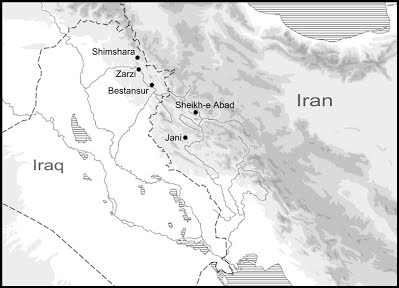 Shimshara
Zarzi
Bestansur
Sheikh-e Abad
Iran
Jani
Iraq